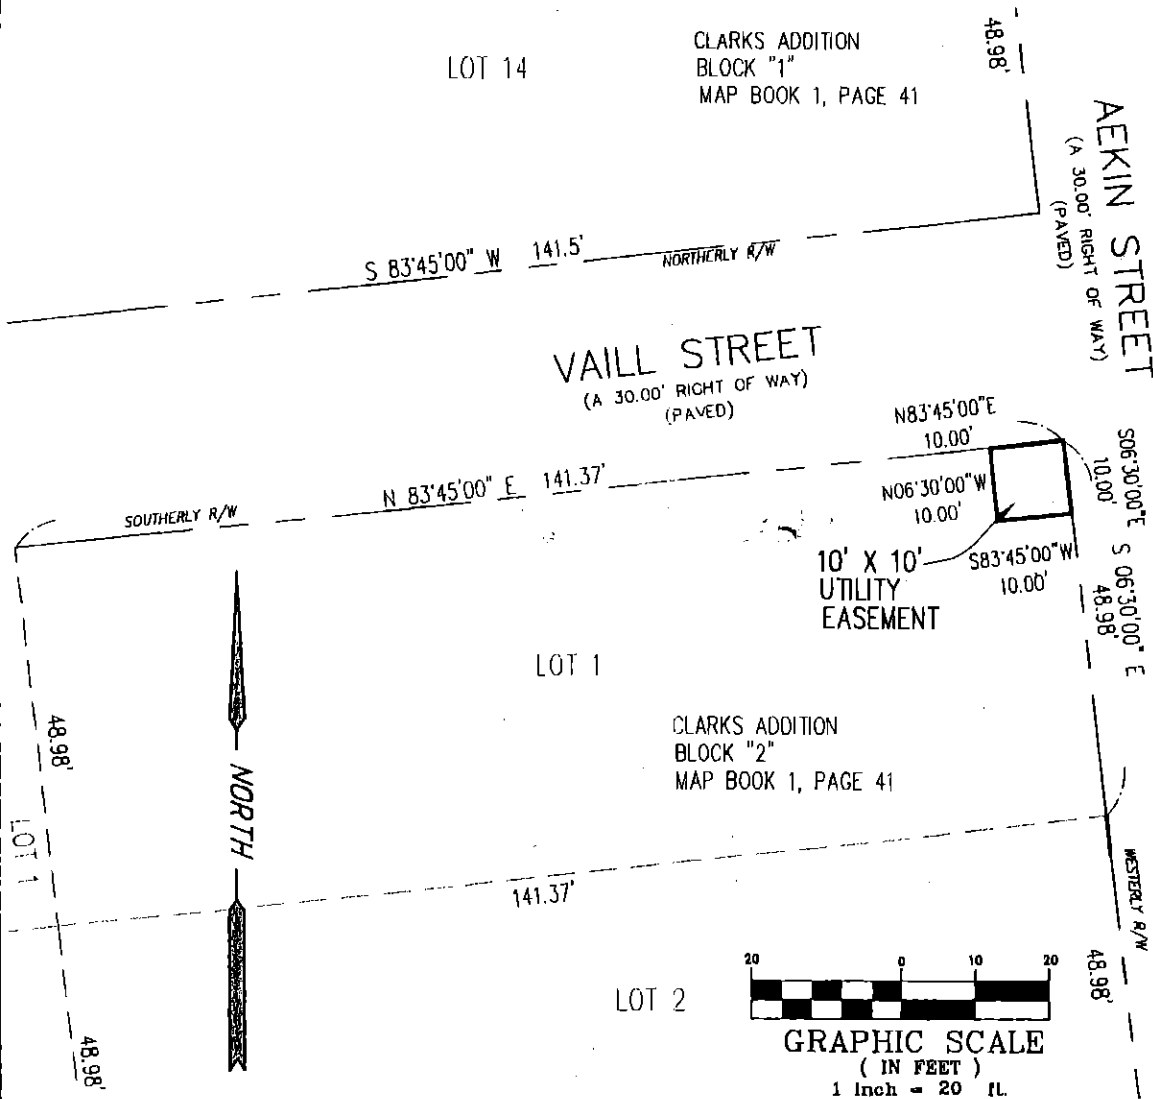 LOT 14
CLARKS ADDITION
BLOCK "1"
MAP BOOK 1, PAGE 41
48.98'
AEKIN STREET
(A 30.00' RIGHT OF WAY)
(PAVED)
S 83°45'00" W 141.5'
NORTHERLY R/W
VAILL STREET
(A 30.00' RIGHT OF WAY)
(PAVED)
N83°45'00"E
10.00'
S06°30'00"E
10.00'
N 83°45'00" E 141.37'
SOUTHERLY R/W
N06°30'00"W
10.00'
S83°45'00"W
10.00'
10' X 10'
UTILITY
EASEMENT
S 06°30'00" E
48.98'
LOT 1
CLARKS ADDITION
BLOCK "2"
MAP BOOK 1, PAGE 41
48.98'
NORTH
LOT 1
141.37'
WESTERLY R/W
48.98'
LOT 2
48.98'
20 0 10 20
GRAPHIC SCALE
( IN FEET )
1 inch = 20 ft.